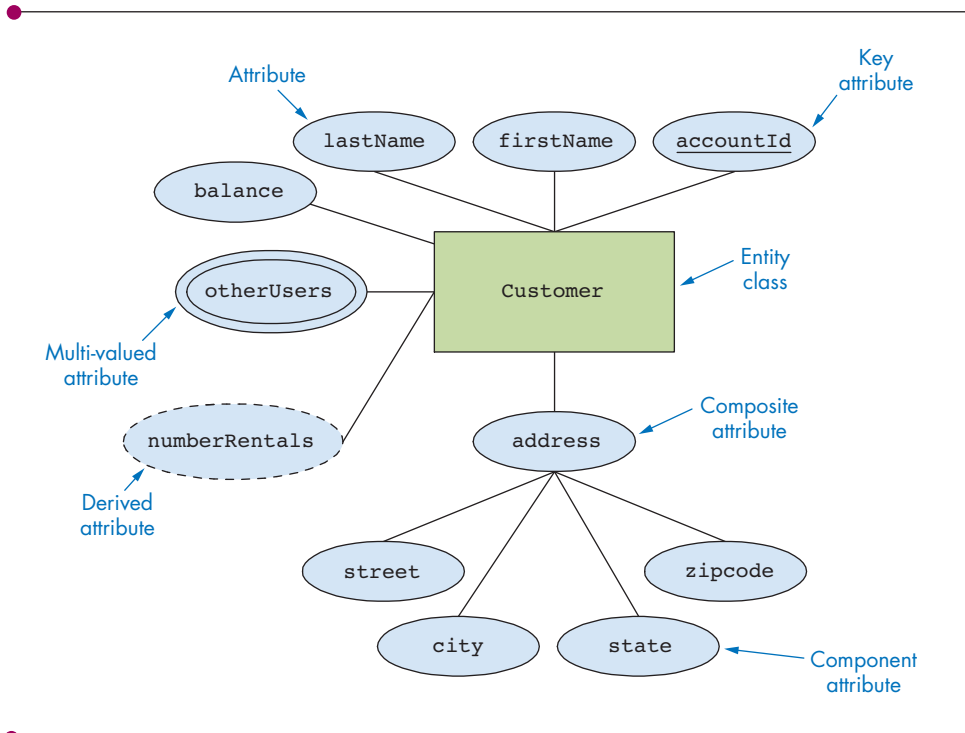 Key
Attribute
attribute
lastName
firstName
accountId
balance
Entity
class
otherUsers
Customer
Multi-valued
attribute
Composite
attribute
numberRentals
address
Derived
attribute
street
zipcode
city
state
Component
attribute